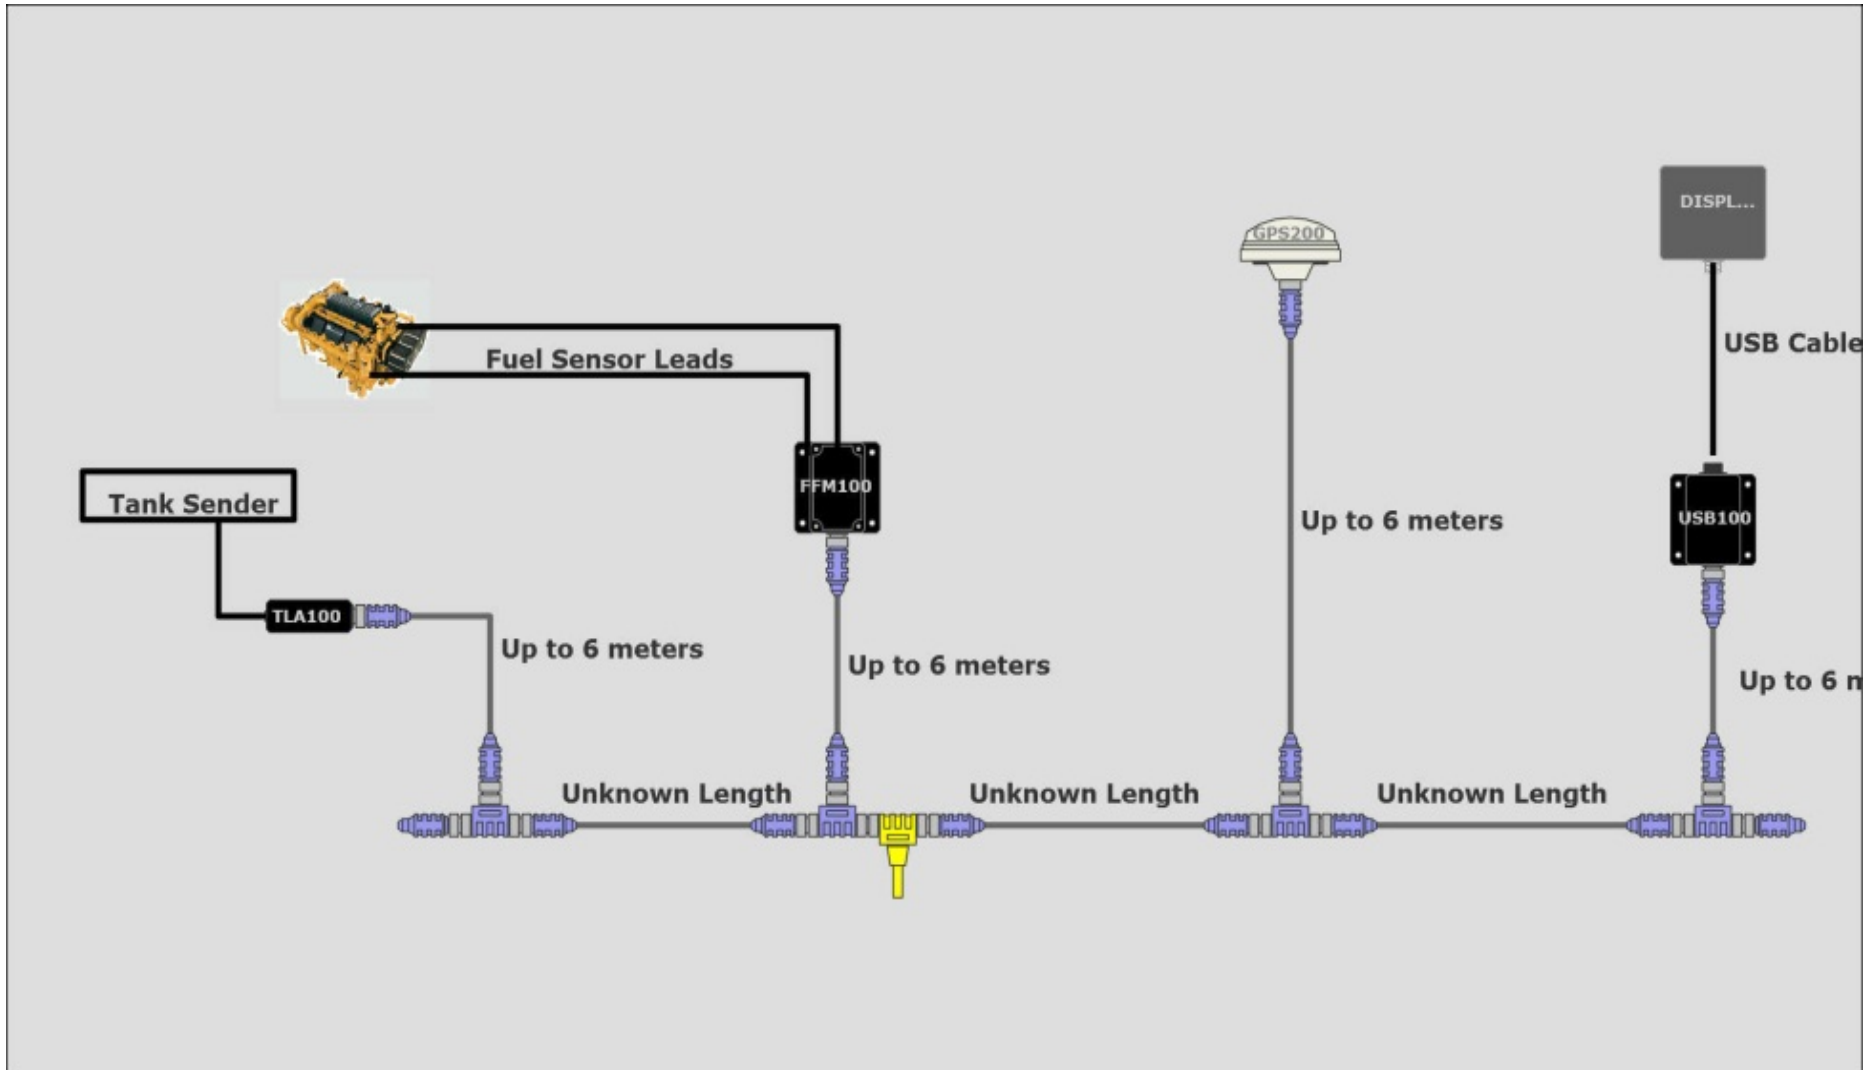 DISPL...
GPS200
USB Cable
Fuel Sensor Leads
FFM100
Tank Sender
Up to 6 meters
USB100
TLA100
Up to 6 meters
Up to 6 meters
Up to 6 m
Unknown Length
Unknown Length
Unknown Length